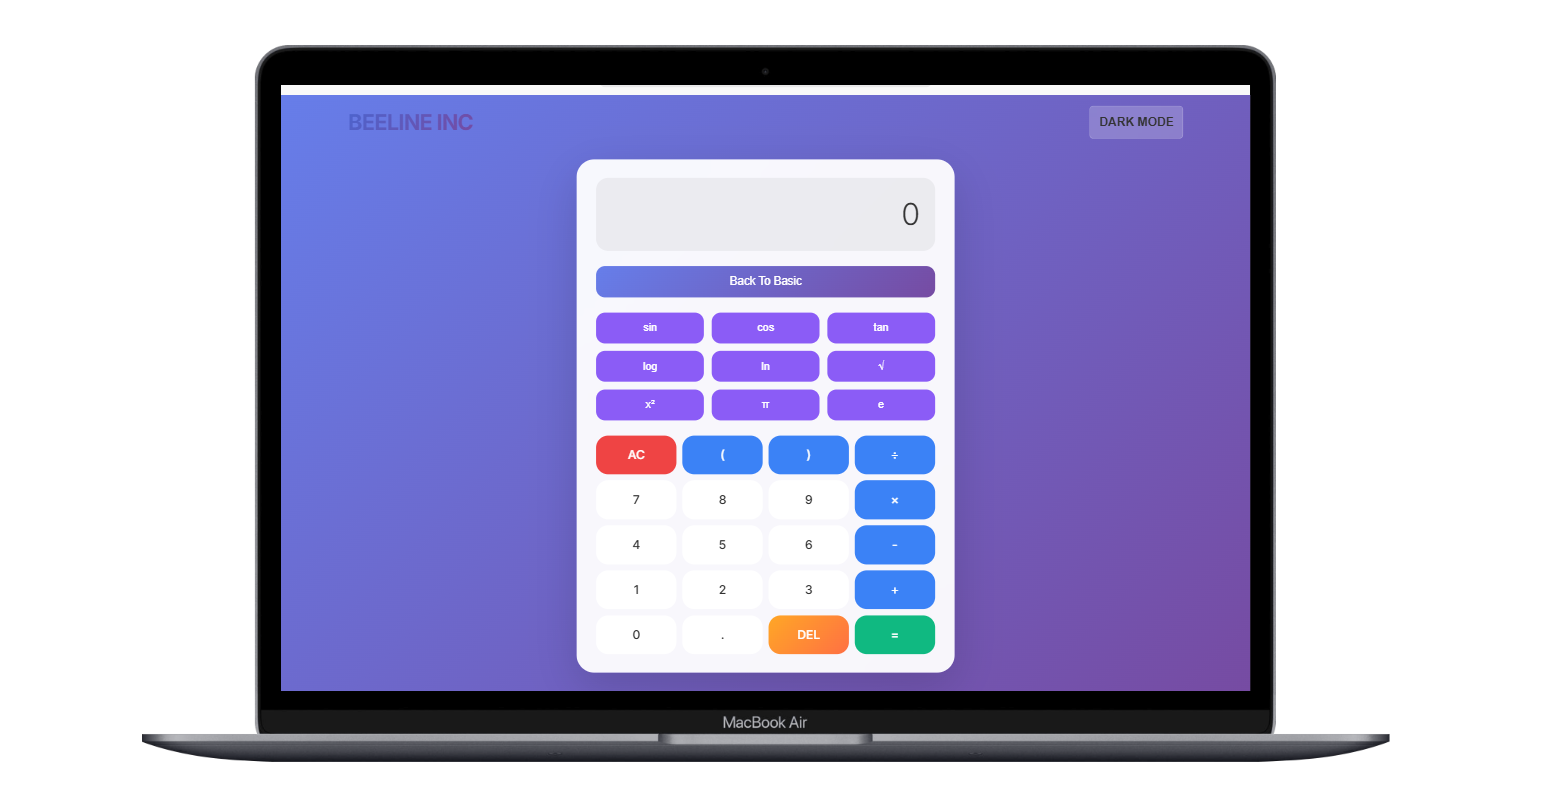 BEELINE INC
DARK MODE
0
Back To Basic
sin cos tan
log ln √
x² π e
AC ( ) ÷
7 8 9 ×
4 5 6 -
1 2 3 +
0 . DEL =
MacBook Air